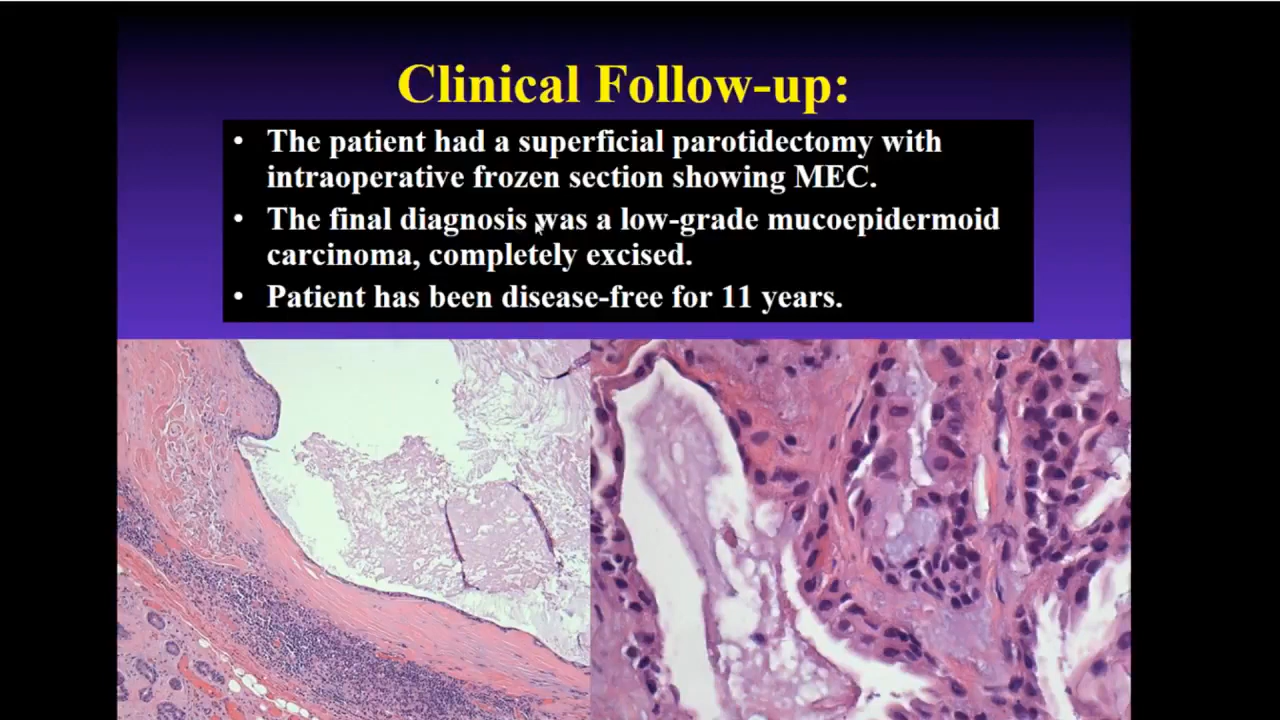 Clinical Follow-up:
• The patient had a superficial parotidectomy with
intraoperative frozen section showing MEC.
• The final diagnosis was a low-grade mucoepidermoid
carcinoma, completely excised.
• Patient has been disease-free for 11 years.